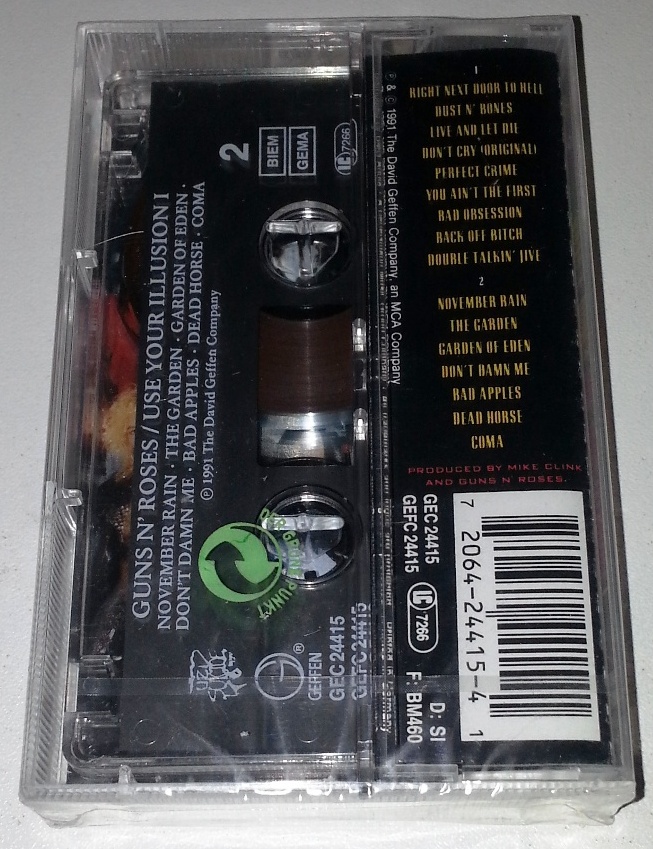 1
RIGHT NEXT DOOR TO HELL
DUST N' BONES
LIVE AND LET DIE
DON'T CRY (ORIGINAL)
PERFECT CRIME
YOU AIN'T THE FIRST
BAD OBSESSION
BACK OFF BITCH
DOUBLE TALKIN' JIVE
2
NOVEMBER RAIN
THE GARDEN
GARDEN OF EDEN
DON'T DAMN ME
BAD APPLES
DEAD HORSE
COMA
PRODUCED BY MIKE CLINK
AND GUNS N' ROSES.
GEC 24415
GEFC 24415
LC 7266
D: SI
F: BM460
7 2064-24415-4 1
℗ & © 1991 The David Geffen Company, an MCA Company
GUNS N' ROSES / USE YOUR ILLUSION I
NOVEMBER RAIN · THE GARDEN · GARDEN OF EDEN ·
DON'T DAMN ME · BAD APPLES · DEAD HORSE · COMA
℗ 1991 The David Geffen Company
2
BIEM
GEMA
LC 7266
DER GRÜNE PUNKT
UZI
® GEFFEN
GEC 24415
GEFC 24415